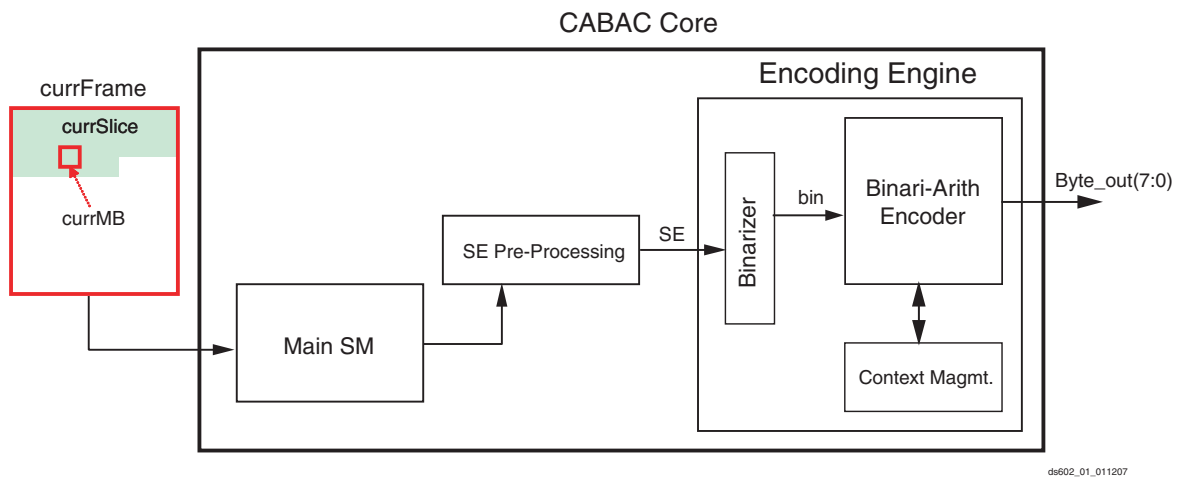 CABAC Core
currFrame
currSlice
currMB
Encoding Engine
Main SM
SE Pre-Processing
SE
Binarizer
bin
Binari-Arith
Encoder
Context Magmt.
Byte_out(7:0)
ds602_01_011207